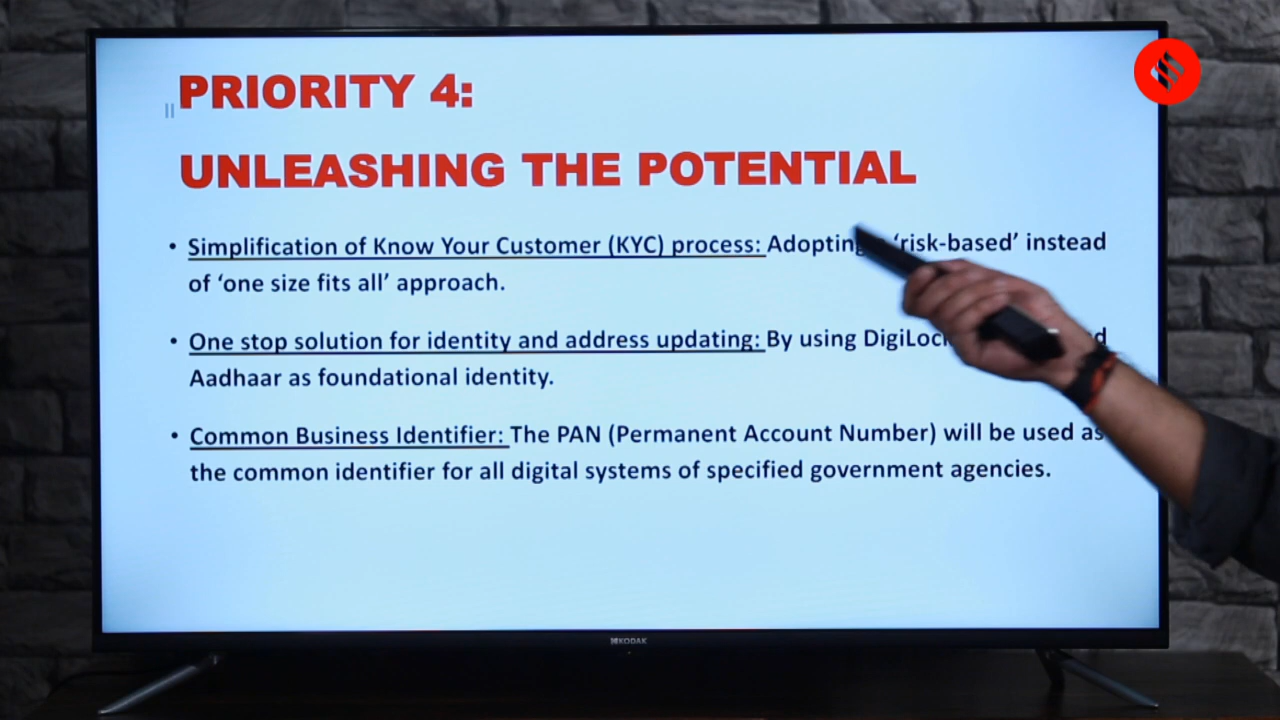 PRIORITY 4:
UNLEASHING THE POTENTIAL
• Simplification of Know Your Customer (KYC) process: Adopting ‘risk-based’ instead
of ‘one size fits all’ approach.
• One stop solution for identity and address updating: By using
Aadhaar as foundational identity.
• Common Business Identifier: The PAN (Permanent Account Number) will be used as
the common identifier for all digital systems of specified government agencies.
KODAK